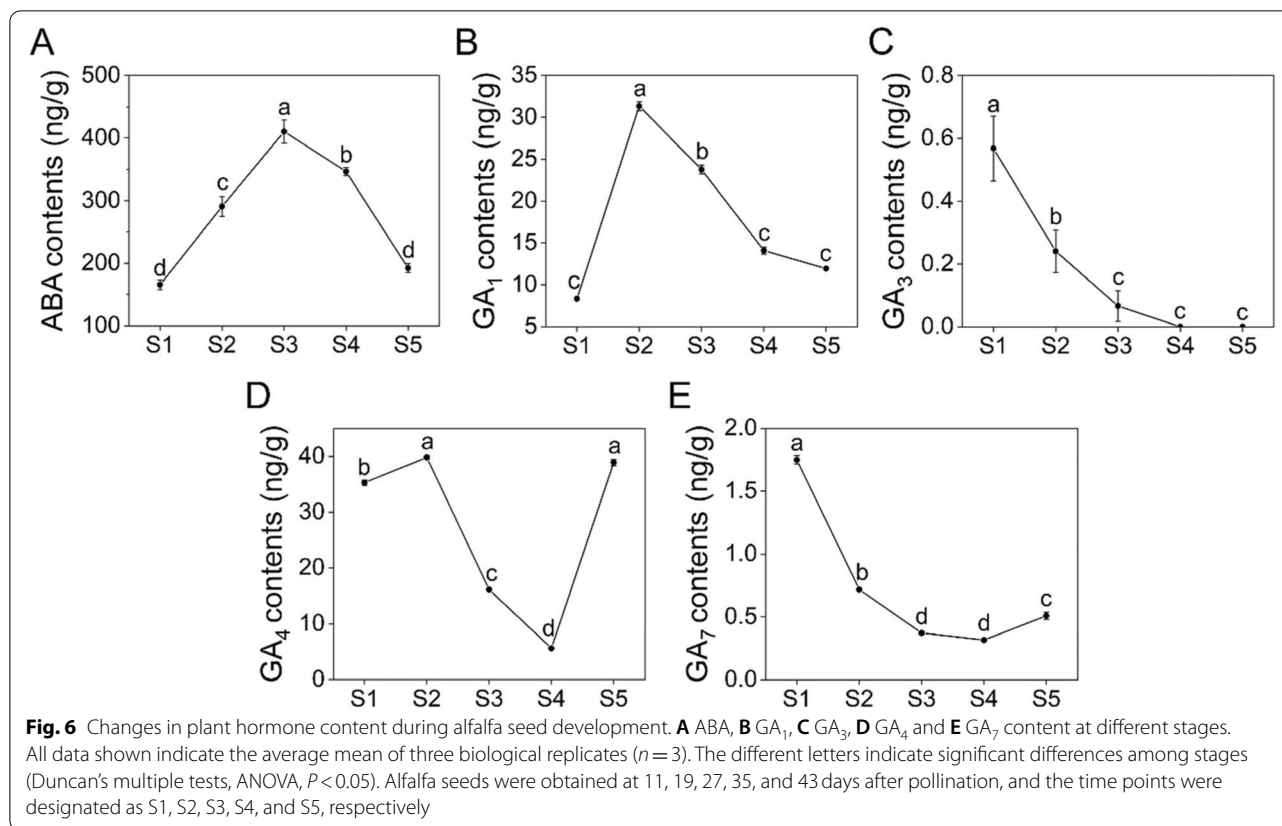 A
ABA contents (ng/g)
500
400
300
200
100
d
c
a
b
d
S1 S2 S3 S4 S5
B
GA₁ contents (ng/g)
35
30
25
20
15
10
5
c
a
b
c
c
S1 S2 S3 S4 S5
C
GA₃ contents (ng/g)
0.8
0.6
0.4
0.2
0.0
a
b
c
c
c
S1 S2 S3 S4 S5
D
GA₄ contents (ng/g)
40
30
20
10
0
b
a
c
d
a
S1 S2 S3 S4 S5
E
GA₇ contents (ng/g)
2.0
1.5
1.0
0.5
0.0
a
b
d
d
c
S1 S2 S3 S4 S5
Fig. 6 Changes in plant hormone content during alfalfa seed development. A ABA, B GA₁, C GA₃, D GA₄ and E GA₇ content at different stages.
All data shown indicate the average mean of three biological replicates (n = 3). The different letters indicate significant differences among stages
(Duncan's multiple tests, ANOVA, P < 0.05). Alfalfa seeds were obtained at 11, 19, 27, 35, and 43 days after pollination, and the time points were
designated as S1, S2, S3, S4, and S5, respectively